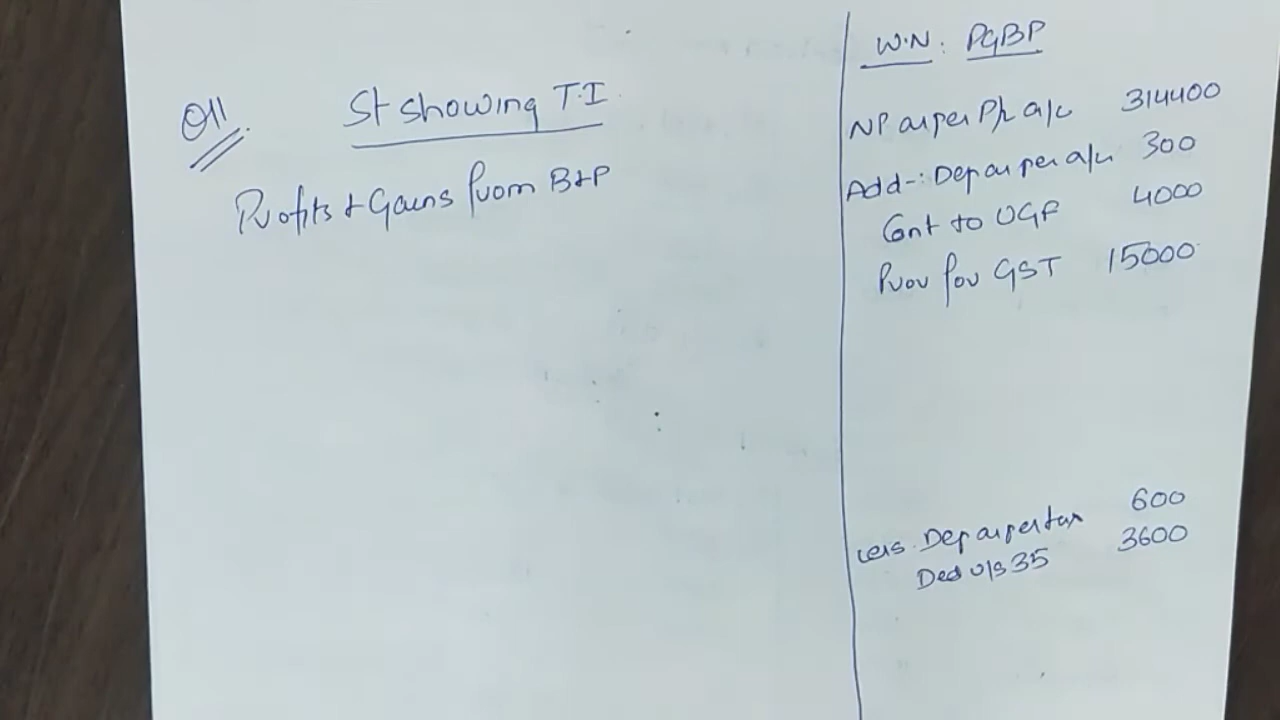 Q11
St showing T.I
Profits & Gains from B&P
W.N: PGBP
NP as per P/L a/c 314400
Add-: Dep as per a/c 300
Cont to UGF 4000
Prov for GST 15000
Less. Dep as per tax 600
Ded u/s 35 3600